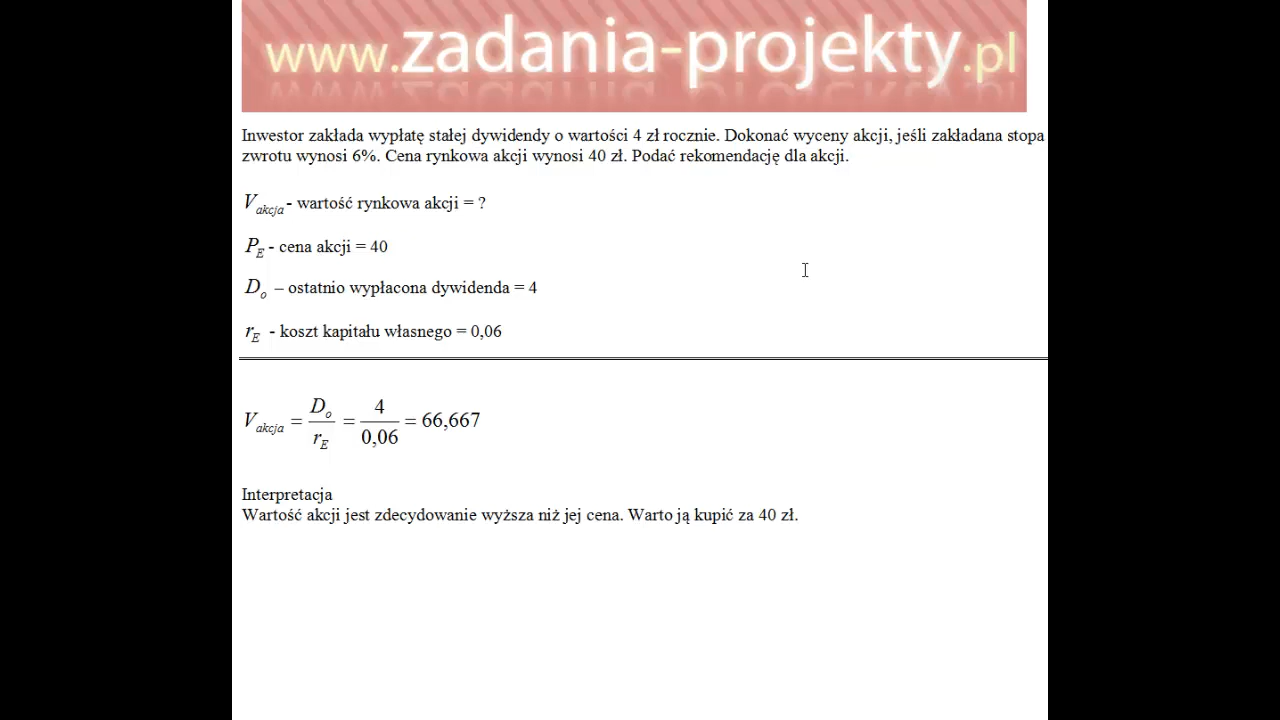 www.zadania-projekty.pl
Inwestor zakłada wypłatę stałej dywidendy o wartości 4 zł rocznie. Dokonać wyceny akcji, jeśli zakładana stopa
zwrotu wynosi 6%. Cena rynkowa akcji wynosi 40 zł. Podać rekomendację dla akcji.
V_akcja - wartość rynkowa akcji = ?
P_E - cena akcji = 40
D_o – ostatnio wypłacona dywidenda = 4
r_E - koszt kapitału własnego = 0,06
V_akcja = D_o / r_E = 4 / 0,06 = 66,667
Interpretacja
Wartość akcji jest zdecydowanie wyższa niż jej cena. Warto ją kupić za 40 zł.